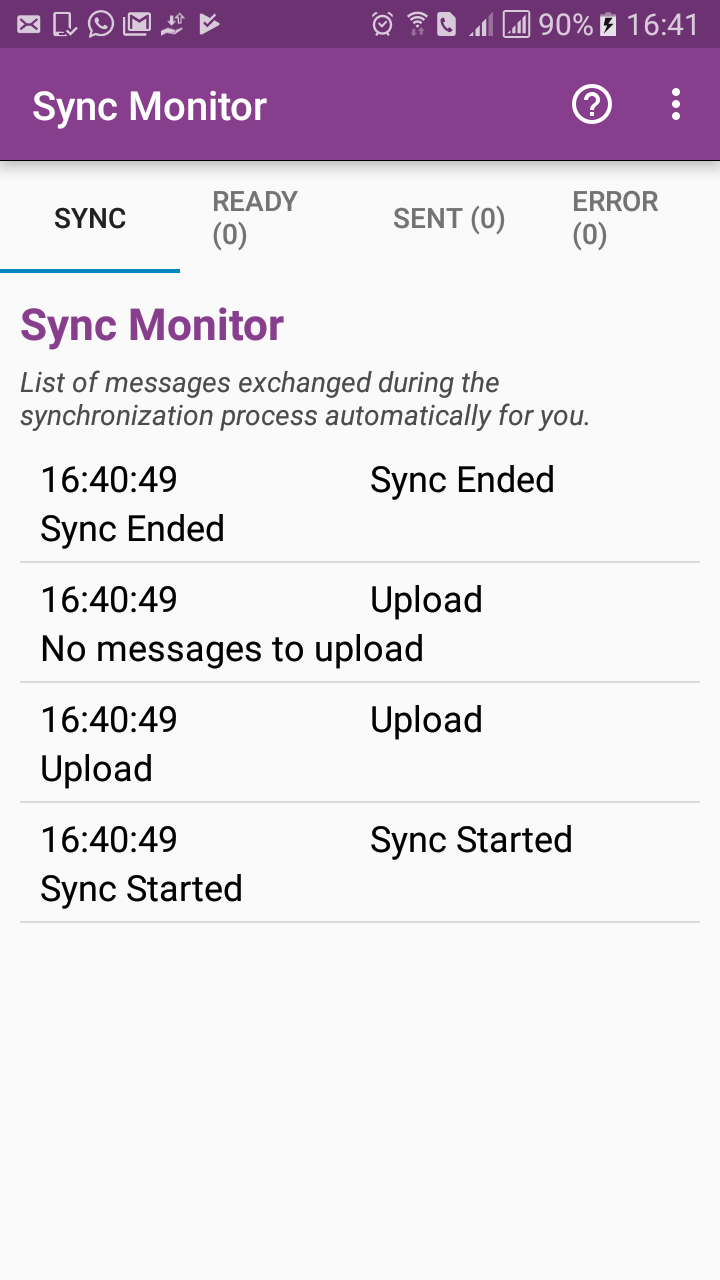 90% 16:41
Sync Monitor
SYNC
READY
(0)
SENT (0)
ERROR
(0)
Sync Monitor
List of messages exchanged during the
synchronization process automatically for you.
16:40:49 Sync Ended
Sync Ended
16:40:49 Upload
No messages to upload
16:40:49 Upload
Upload
16:40:49 Sync Started
Sync Started